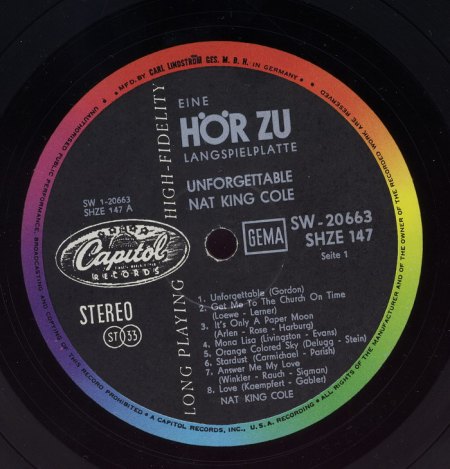 MFD. BY CARL LINDSTRÖM GES. M. B. H. IN GERMANY
UNAUTHORISED PUBLIC PERFORMANCE, BROADCASTING AND COPYING OF THIS RECORD PROHIBITED • A CAPITOL RECORDS, INC., U.S.A. RECORD • ALL RIGHTS OF THE MANUFACTURER AND OF THE OWNER OF THE RECORDED WORK ARE RESERVED
EINE
HÖR ZU
LANGSPIELPLATTE
UNFORGETTABLE
NAT KING COLE
LONG PLAYING HIGH-FIDELITY
SW 1-20663
SHZE 147 A
Capitol
RECORDS
STEREO
ST 33
GEMA
SW-20663
SHZE 147
Seite 1
1. Unforgettable (Gordon)
2. Get Me To The Church On Time
(Loewe - Lerner)
3. It's Only A Paper Moon
(Arlen - Rose - Harburg)
4. Mona Lisa (Livingston - Evans)
5. Orange Colored Sky (Delugg - Stein)
6. Stardust (Carmichael - Parish)
7. Answer Me My Love
(Winkler - Rauch - Sigman)
8. Love (Kaempfert - Gabler)
NAT KING COLE